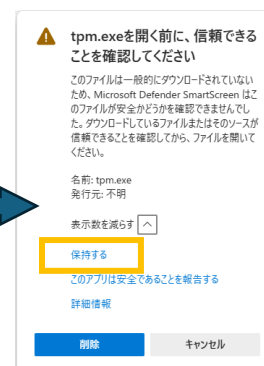 tpm.exeを開く前に、信頼できる
ことを確認してください
このファイルは一般的にダウンロードされていない
ため、Microsoft Defender SmartScreen はこ
のファイルが安全かどうかを確認できませんでし
た。ダウンロードしているファイルまたはそのソースが
信頼できることを確認してから、ファイルを開いて
ください。
名前: tpm.exe
発行元: 不明
表示数を減らす
保持する
このアプリは安全であることを報告する
詳細情報
削除 キャンセル